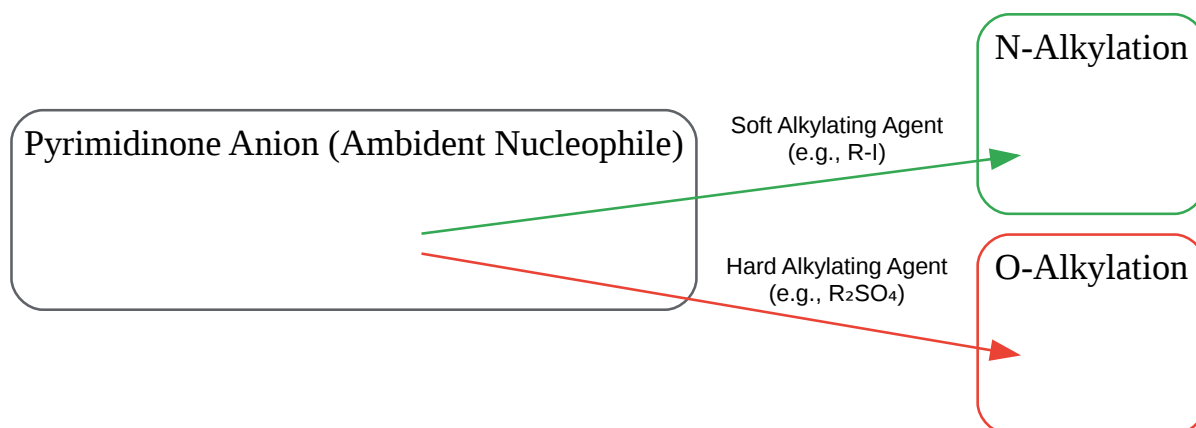 Pyrimidinone Anion (Ambident Nucleophile)
Soft Alkylating Agent
(e.g., R-I)
N-Alkylation
Hard Alkylating Agent
(e.g., R₂SO₄)
O-Alkylation